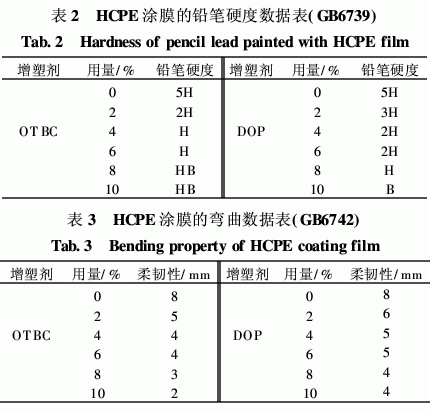 表 2 HCPE 涂膜的铅笔硬度数据表( GB6739)
Tab. 2 Hardness of pencil lead painted with HCPE film
增塑剂 用量/ % 铅笔硬度 增塑剂 用量/ % 铅笔硬度
0 5H 0 5H
2 2H 2 3H
OTBC 4 H DOP 4 2H
6 H 6 2H
8 HB 8 H
10 HB 10 B
表 3 HCPE 涂膜的弯曲数据表( GB6742)
Tab. 3 Bending property of HCPE coating film
增塑剂 用量/ % 柔韧性/ mm 增塑剂 用量/ % 柔韧性/ mm
0 8 0 8
2 5 2 6
OTBC 4 4 DOP 4 5
6 4 6 5
8 3 8 4
10 2 10 4